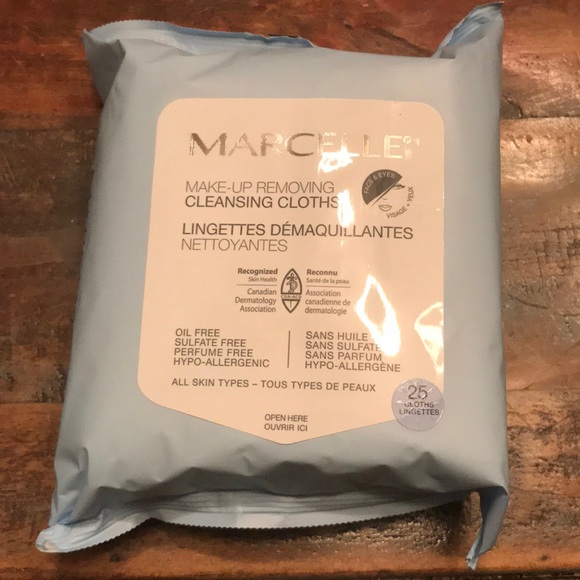 MARCELLE
MAKE-UP REMOVING
CLEANSING CLOTHS
FACE & EYES
VISAGE + YEUX
LINGETTES DÉMAQUILLANTES
NETTOYANTES
Recognized
Skin Health
Canadian
Dermatology
Association
Reconnu
Santé de la peau
Association
canadienne de
dermatologie
OIL FREE
SULFATE FREE
PERFUME FREE
HYPO-ALLERGENIC
SANS HUILE
SANS SULFATE
SANS PARFUM
HYPO-ALLERGÈNE
ALL SKIN TYPES – TOUS TYPES DE PEAUX
25
CLOTHS
LINGETTES
OPEN HERE
OUVRIR ICI